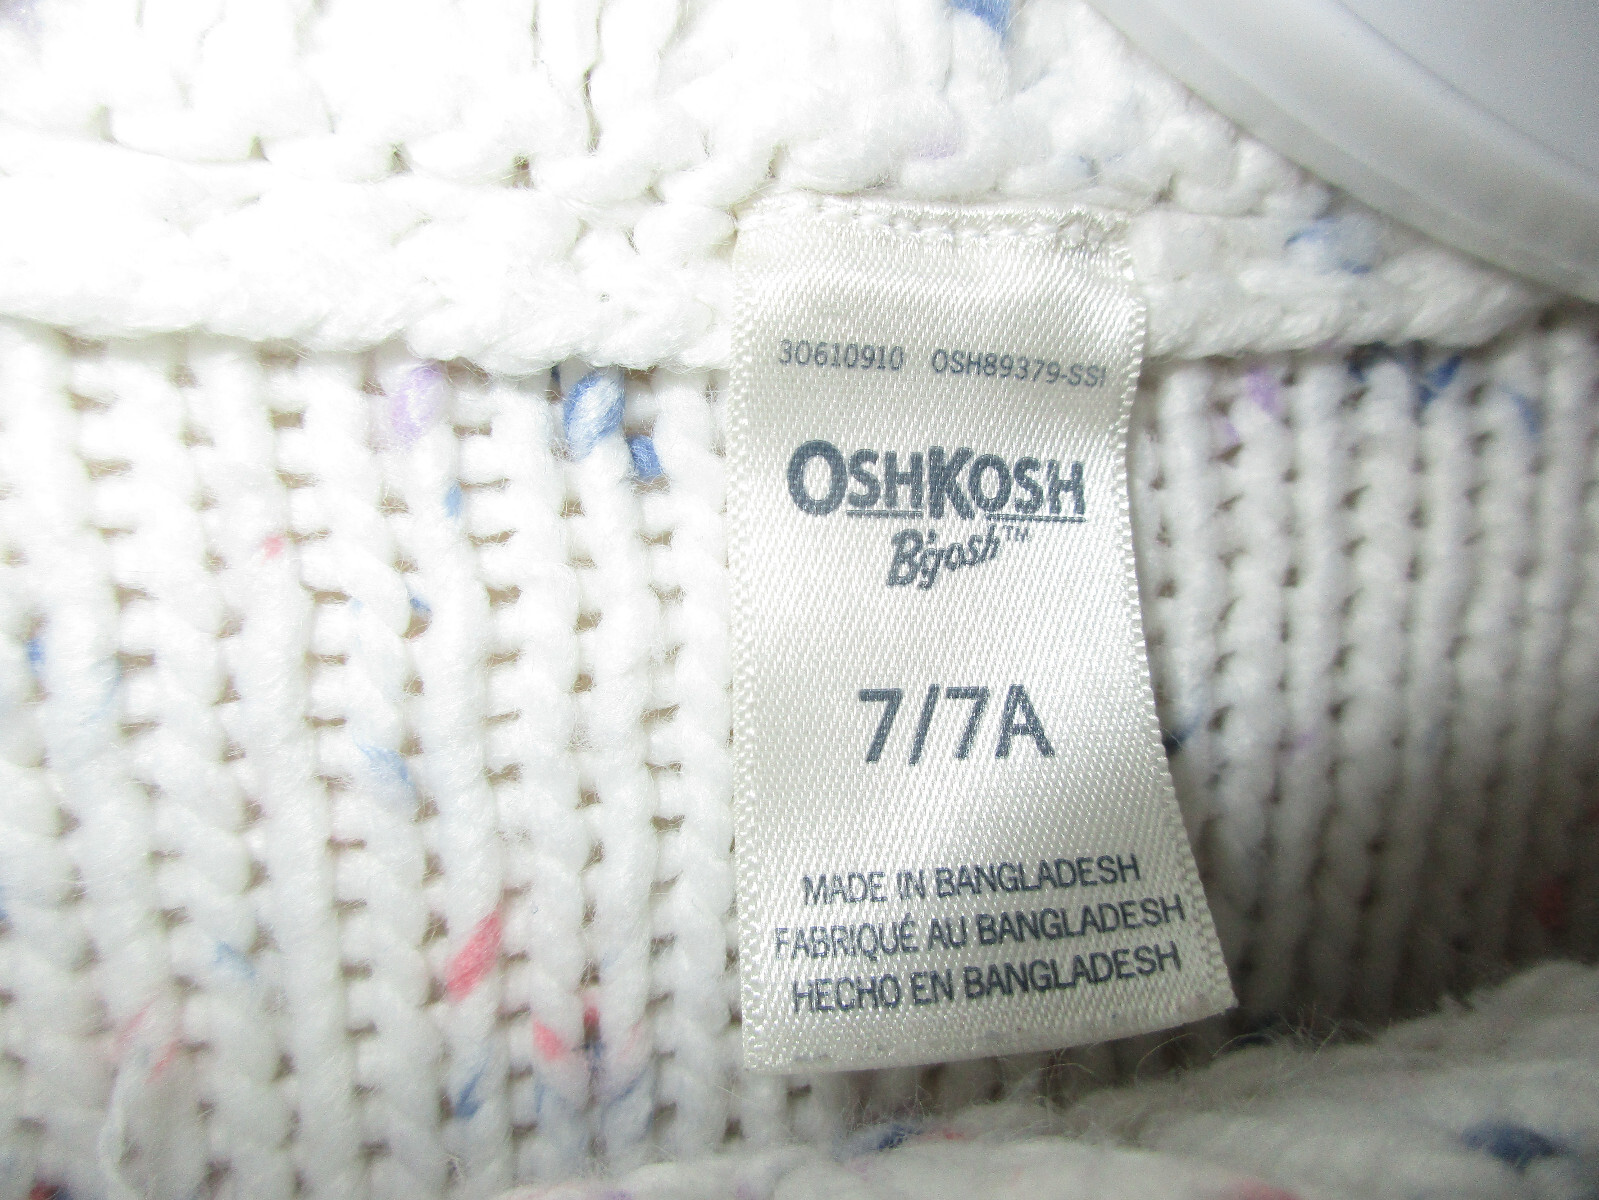 30610910 OSH89379-SSI
OSHKOSH
B'gosh™
7/7A
MADE IN BANGLADESH
FABRIQUÉ AU BANGLADESH
HECHO EN BANGLADESH